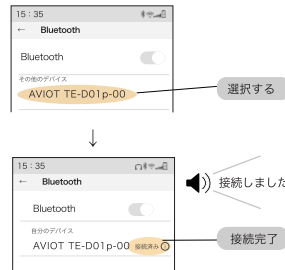 15：35
← Bluetooth
Bluetooth
その他のデバイス
AVIOT TE-D01p-00
選択する
↓
15：35
← Bluetooth
接続しました
Bluetooth
自分のデバイス
AVIOT TE-D01p-00 接続済み
接続完了